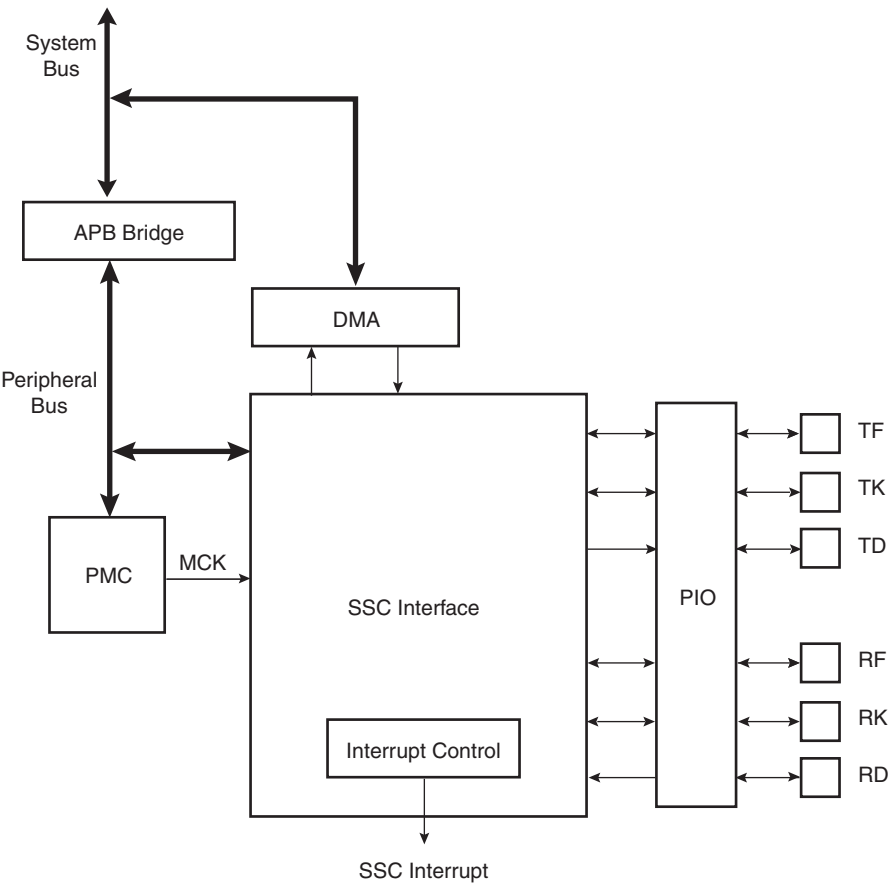 System
Bus
APB Bridge
DMA
Peripheral
Bus
PMC
MCK
SSC Interface
Interrupt Control
SSC Interrupt
PIO
TF
TK
TD
RF
RK
RD